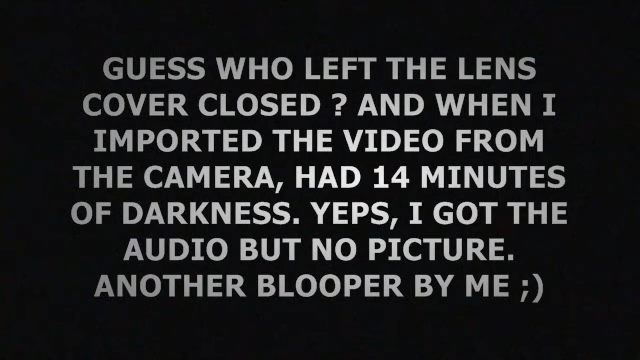 GUESS WHO LEFT THE LENS
COVER CLOSED ? AND WHEN I
IMPORTED THE VIDEO FROM
THE CAMERA, HAD 14 MINUTES
OF DARKNESS. YEPS, I GOT THE
AUDIO BUT NO PICTURE.
ANOTHER BLOOPER BY ME ;)